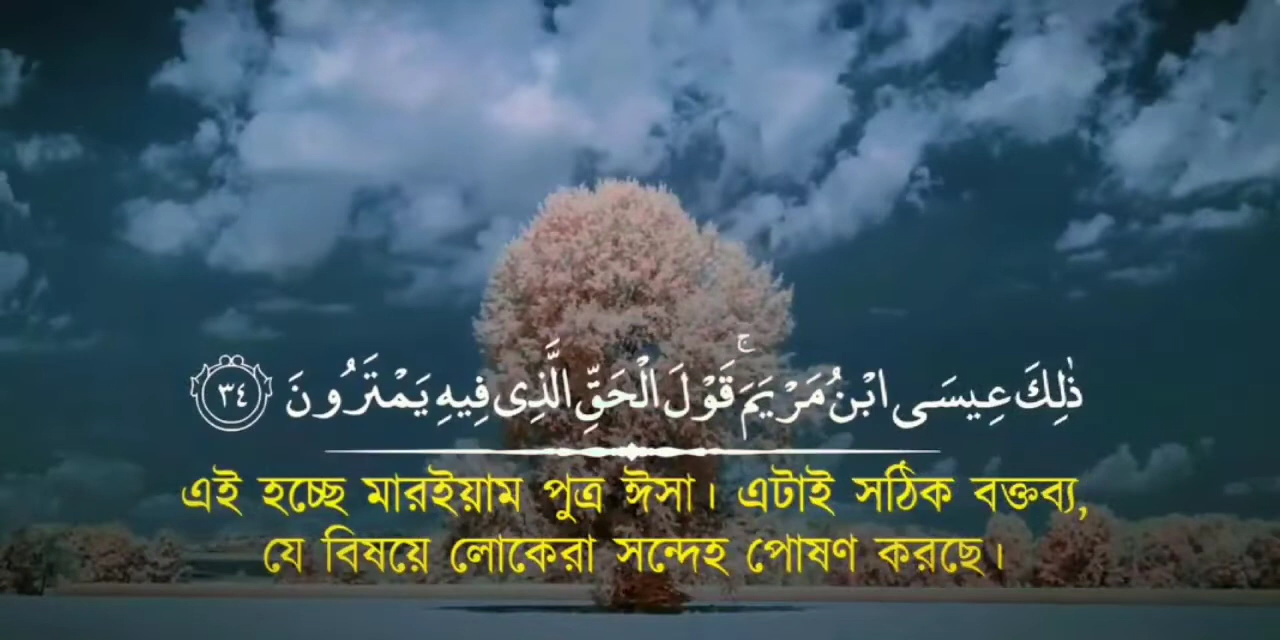 ذَٰلِكَ عِيسَى ابْنُ مَرْيَمَ ۚ قَوْلَ الْحَقِّ الَّذِى فِيهِ يَمْتَرُونَ ٣٤
এই হচ্ছে মারইয়াম পুত্র ঈসা। এটাই সঠিক বক্তব্য,
যে বিষয়ে লোকেরা সন্দেহ পোষণ করছে।